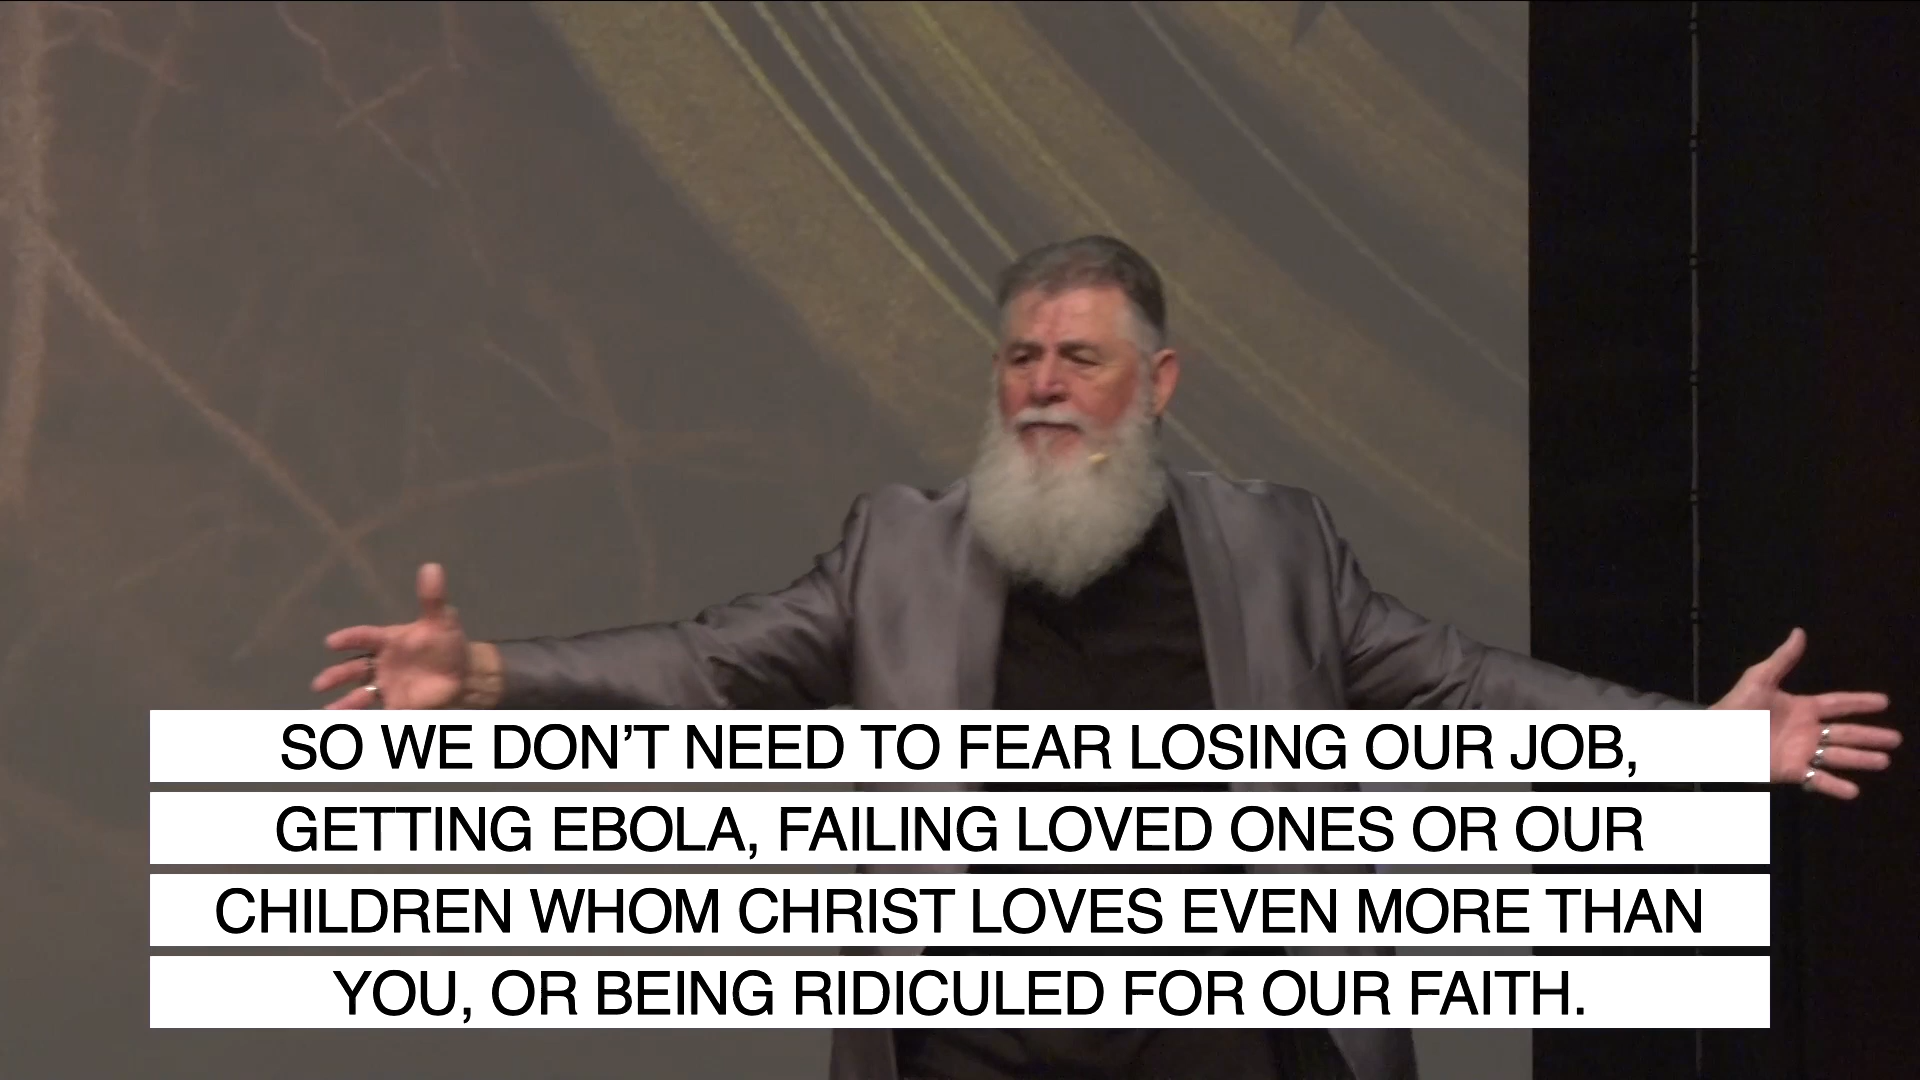 SO WE DON’T NEED TO FEAR LOSING OUR JOB,
GETTING EBOLA, FAILING LOVED ONES OR OUR
CHILDREN WHOM CHRIST LOVES EVEN MORE THAN
YOU, OR BEING RIDICULED FOR OUR FAITH.